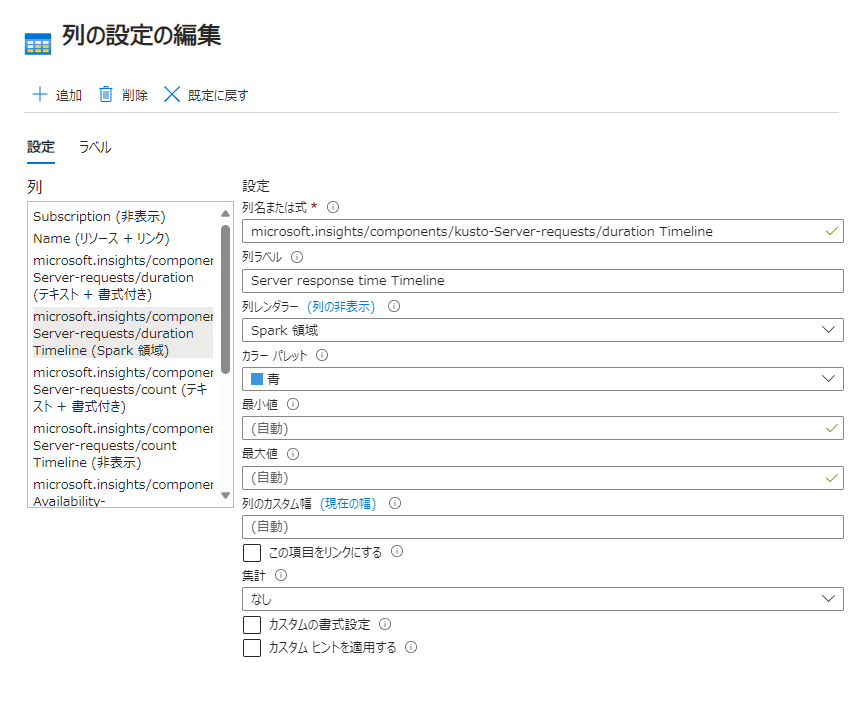 列の設定の編集
追加 削除 既定に戻す
設定 ラベル
列
Subscription (非表示)
Name (リソース + リンク)
microsoft.insights/componen
Server-requests/duration
(テキスト + 書式付き)
microsoft.insights/componen
Server-requests/duration
Timeline (Spark 領域)
microsoft.insights/componen
Server-requests/count (テキ
スト + 書式付き)
microsoft.insights/componen
Server-requests/count
Timeline (非表示)
microsoft.insights/componen
Availability-
設定
列名または式 *
microsoft.insights/components/kusto-Server-requests/duration Timeline
列ラベル
Server response time Timeline
列レンダラー (列の非表示)
Spark 領域
カラー パレット
青
最小値
(自動)
最大値
(自動)
列のカスタム幅 (現在の幅)
(自動)
この項目をリンクにする
集計
なし
カスタムの書式設定
カスタム ヒントを適用する